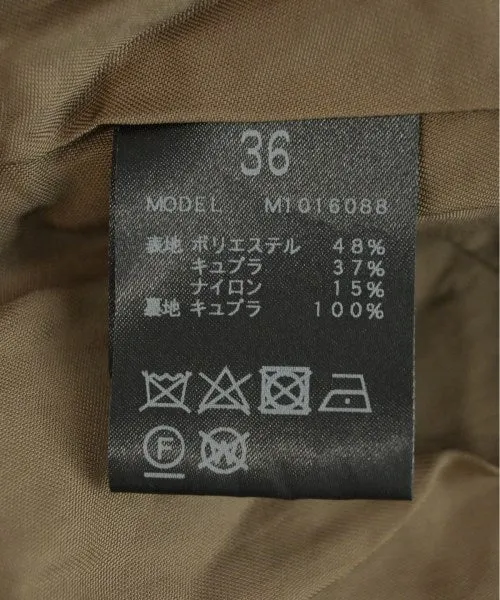 36
MODEL M1016088
表地 ポリエステル 48%
キュプラ 37%
ナイロン 15%
裏地 キュプラ 100%
F
W